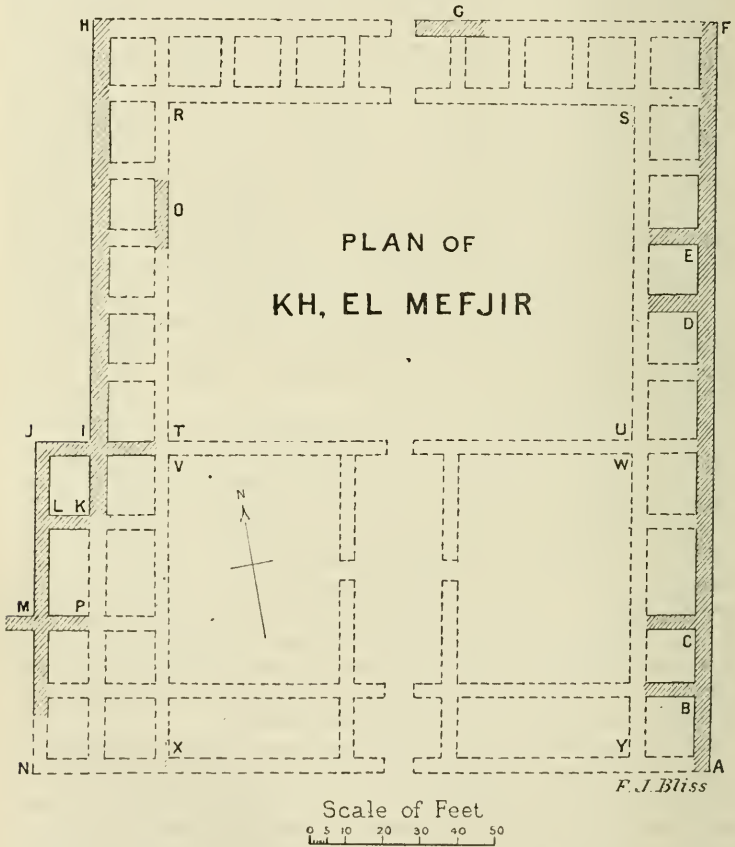 H G F
R S
O
PLAN OF
KH, EL MEFJIR
E
D
J I T U
V W
N
L K
M P
C
B
X Y
N A
F. J. Bliss
Scale of Feet
0 5 10 20 30 40 50